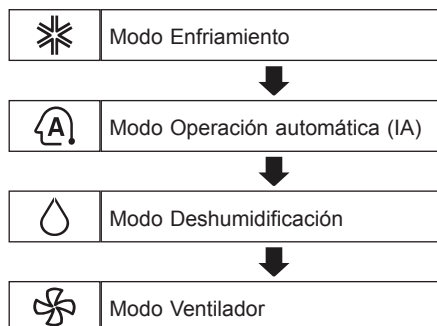 Modo Enfriamiento
A
Modo Operación automática (IA)
Modo Deshumidificación
Modo Ventilador